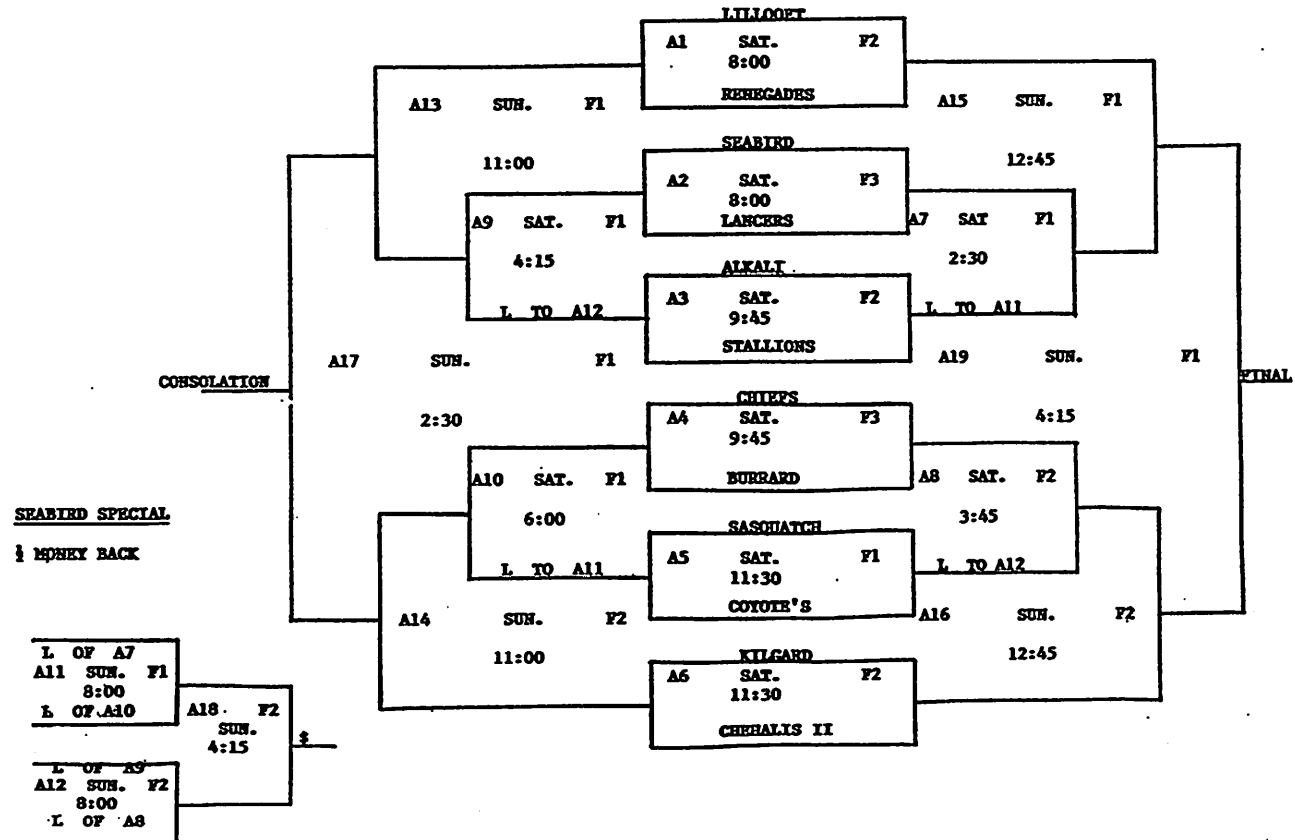 LILLOOET
A1 SAT. F2
8:00
RENEGADES
A13 SUN. F1
11:00
A15 SUN. F1
12:45
SEABIRD
A2 SAT. F3
8:00
LANCERS
A9 SAT. F1
4:15
L TO A12
A7 SAT F1
2:30
L TO A11
ALKALI
A3 SAT. F2
9:45
STALLIONS
A17 SUN. F1
2:30
CONSOLATION
A19 SUN. F1
4:15
FINAL
CHIEFS
A4 SAT. F3
9:45
BURRARD
A10 SAT. F1
6:00
L TO A11
A8 SAT. F2
3:45
L TO A12
SASQUATCH
A5 SAT. F1
11:30
COYOTE'S
A14 SUN. F2
11:00
A16 SUN. F2
12:45
KILGARD
A6 SAT. F2
11:30
CHEHALIS II
SEABIRD SPECIAL
½ MONEY BACK
L OF A7
A11 SUN. F1
8:00
L OF A10
A18 F2
SUN.
4:15
$
L OF A9
A12 SUN. F2
8:00
L OF A8